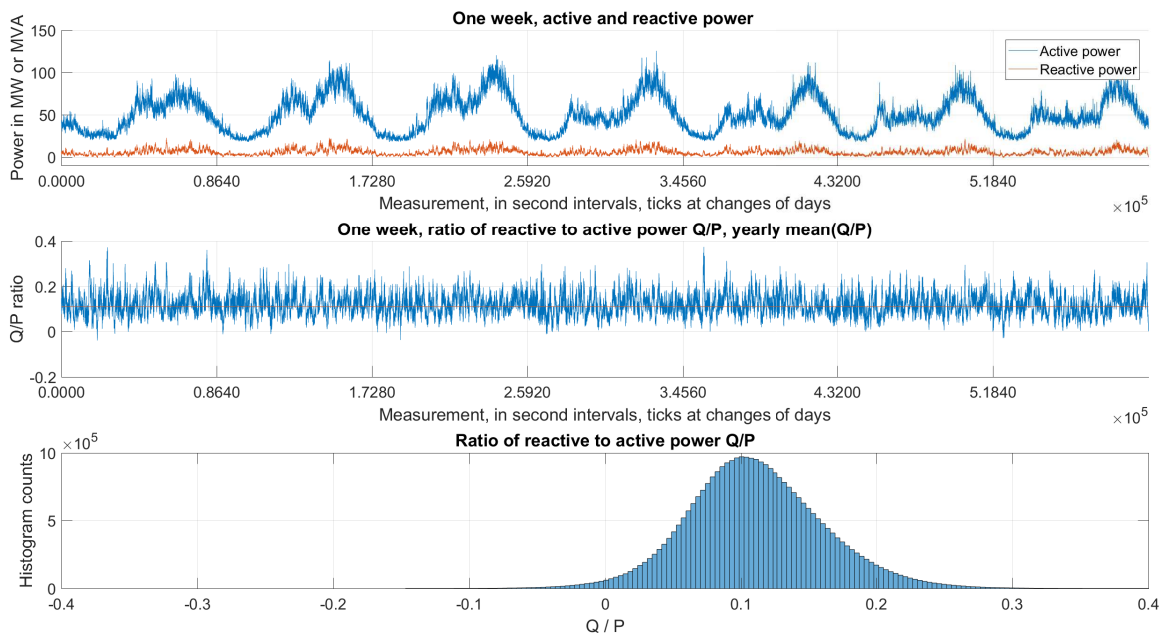 One week, active and reactive power
Power in MW or MVA
150
100
50
0
Active power
Reactive power
0.0000 0.8640 1.7280 2.5920 3.4560 4.3200 5.1840
Measurement, in second intervals, ticks at changes of days
×10^5
One week, ratio of reactive to active power Q/P, yearly mean(Q/P)
Q/P ratio
0.4
0.2
0
-0.2
0.0000 0.8640 1.7280 2.5920 3.4560 4.3200 5.1840
Measurement, in second intervals, ticks at changes of days
×10^5
Ratio of reactive to active power Q/P
×10^5
Histogram counts
10
5
0
-0.4 -0.3 -0.2 -0.1 0 0.1 0.2 0.3 0.4
Q / P